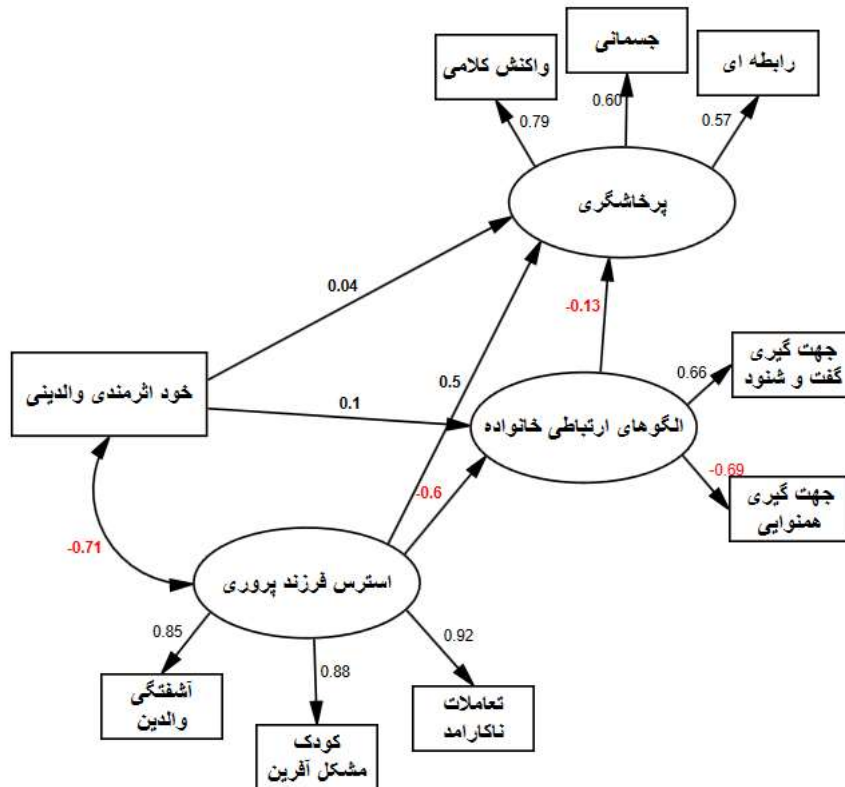 جسمانی
واکنش کلامی
رابطه ای
0.79
0.60
0.57
پرخاشگری
0.04
-0.13
خود اثرمندی والدینی
0.5
0.1
الگوهای ارتباطی خانواده
0.66
جهت گیری
گفت و شنود
-0.69
جهت گیری
همنوایی
-0.6
-0.71
استرس فرزند پروری
0.85
0.88
0.92
آشفتگی
والدین
کودک
مشکل آفرین
تعاملات
ناکارامد